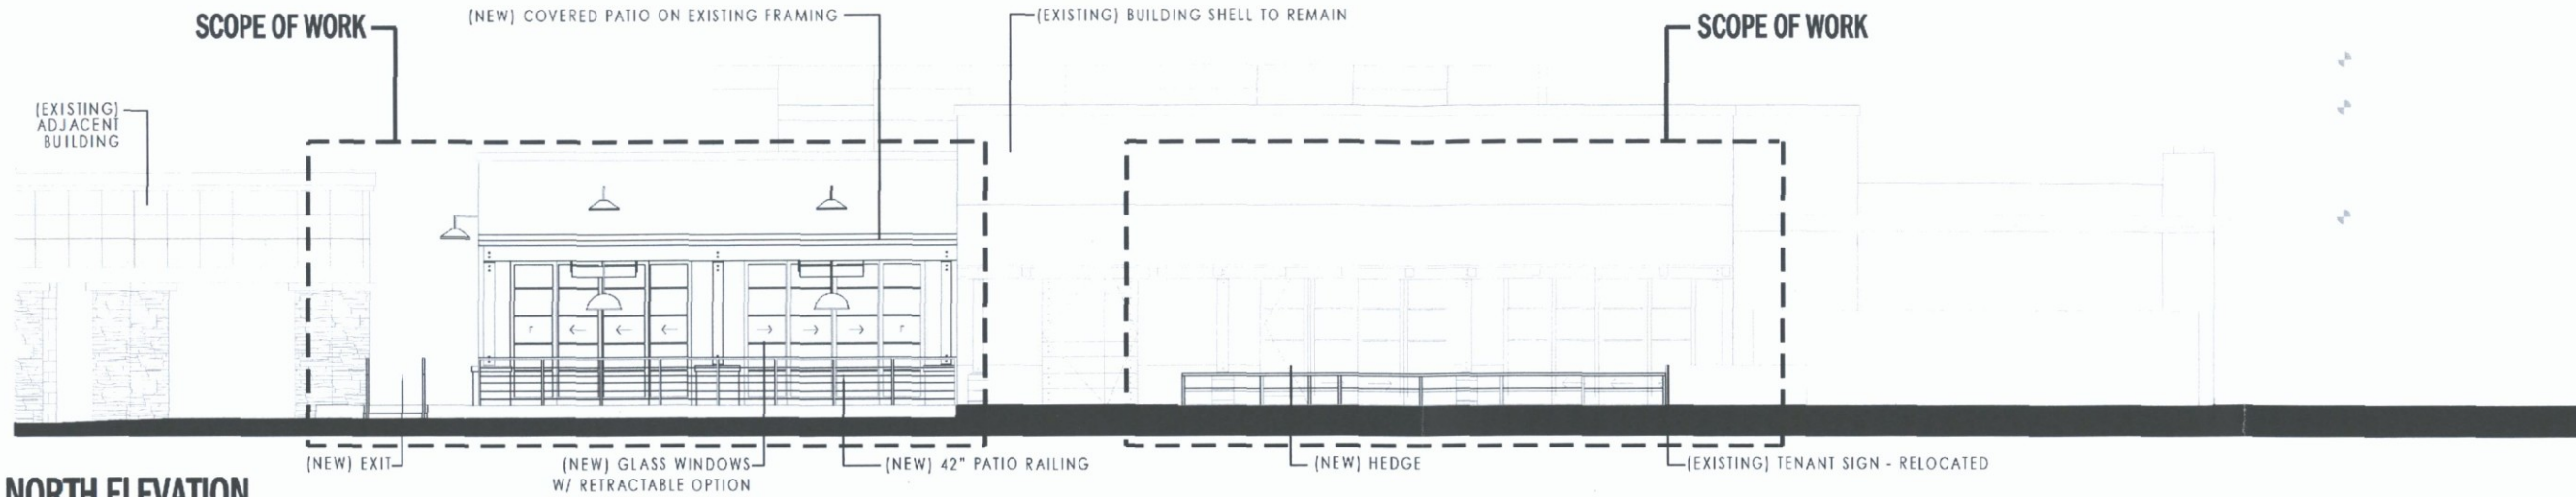 SCOPE OF WORK
(NEW) COVERED PATIO ON EXISTING FRAMING
(EXISTING) BUILDING SHELL TO REMAIN
SCOPE OF WORK
(EXISTING)
ADJACENT
BUILDING
(NEW) EXIT
(NEW) GLASS WINDOWS
W/ RETRACTABLE OPTION
(NEW) 42" PATIO RAILING
(NEW) HEDGE
(EXISTING) TENANT SIGN - RELOCATED
NORTH ELEVATION